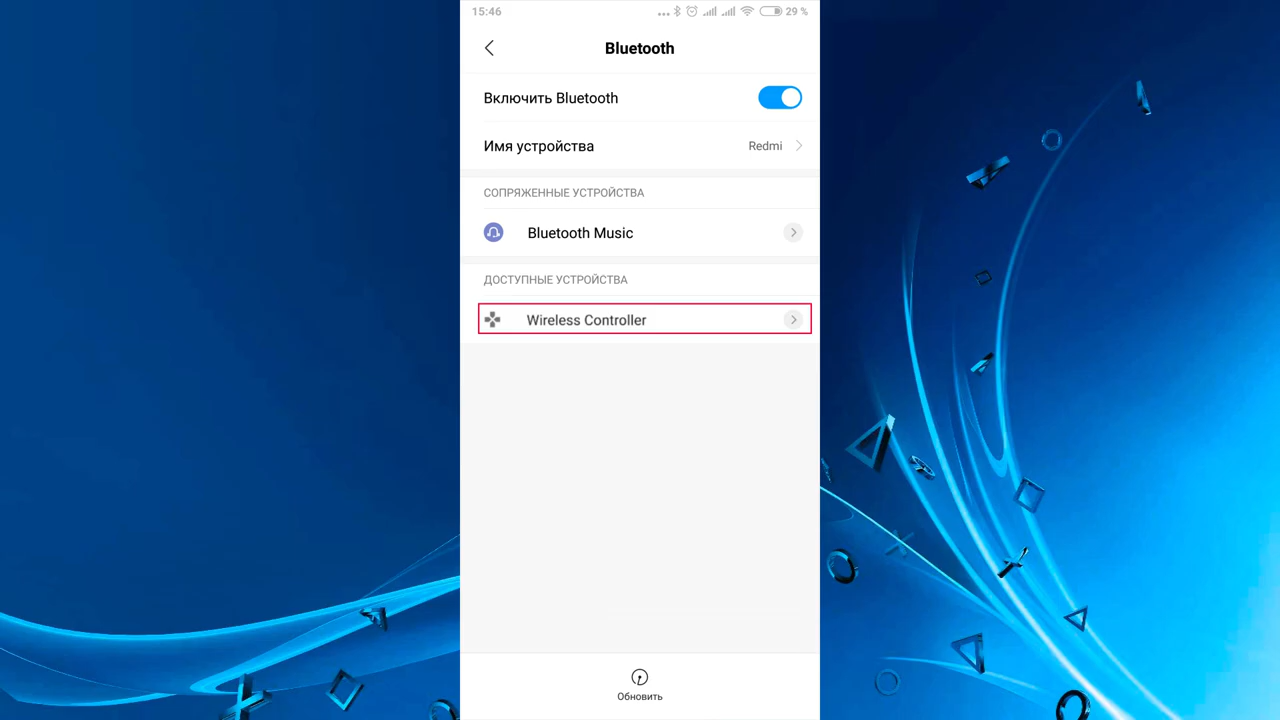 15:46
29 %
Bluetooth
Включить Bluetooth
Имя устройства
Redmi
СОПРЯЖЕННЫЕ УСТРОЙСТВА
Bluetooth Music
ДОСТУПНЫЕ УСТРОЙСТВА
Wireless Controller
Обновить